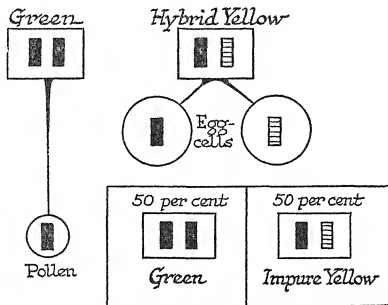 Green
Hybrid Yellow
Egg-
cells
Pollen
50 per cent
Green
50 per cent
Impure Yellow